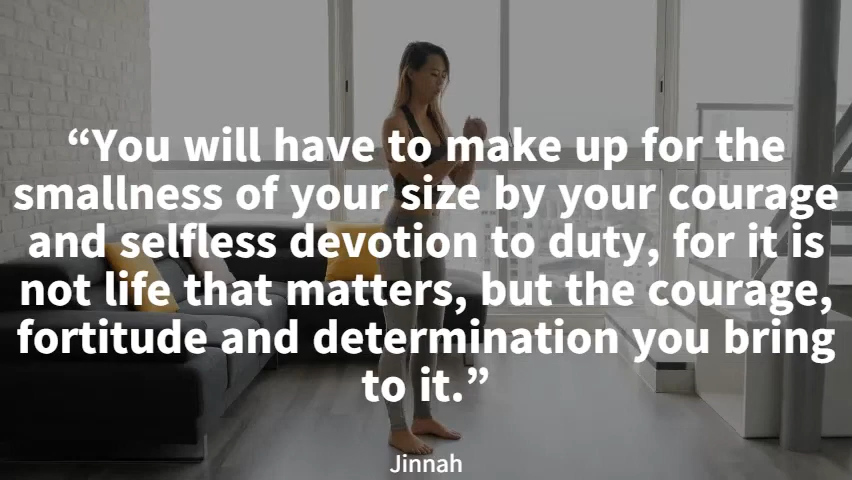 “You will have to make up for the
smallness of your size by your courage
and selfless devotion to duty, for it is
not life that matters, but the courage,
fortitude and determination you bring
to it.”
Jinnah